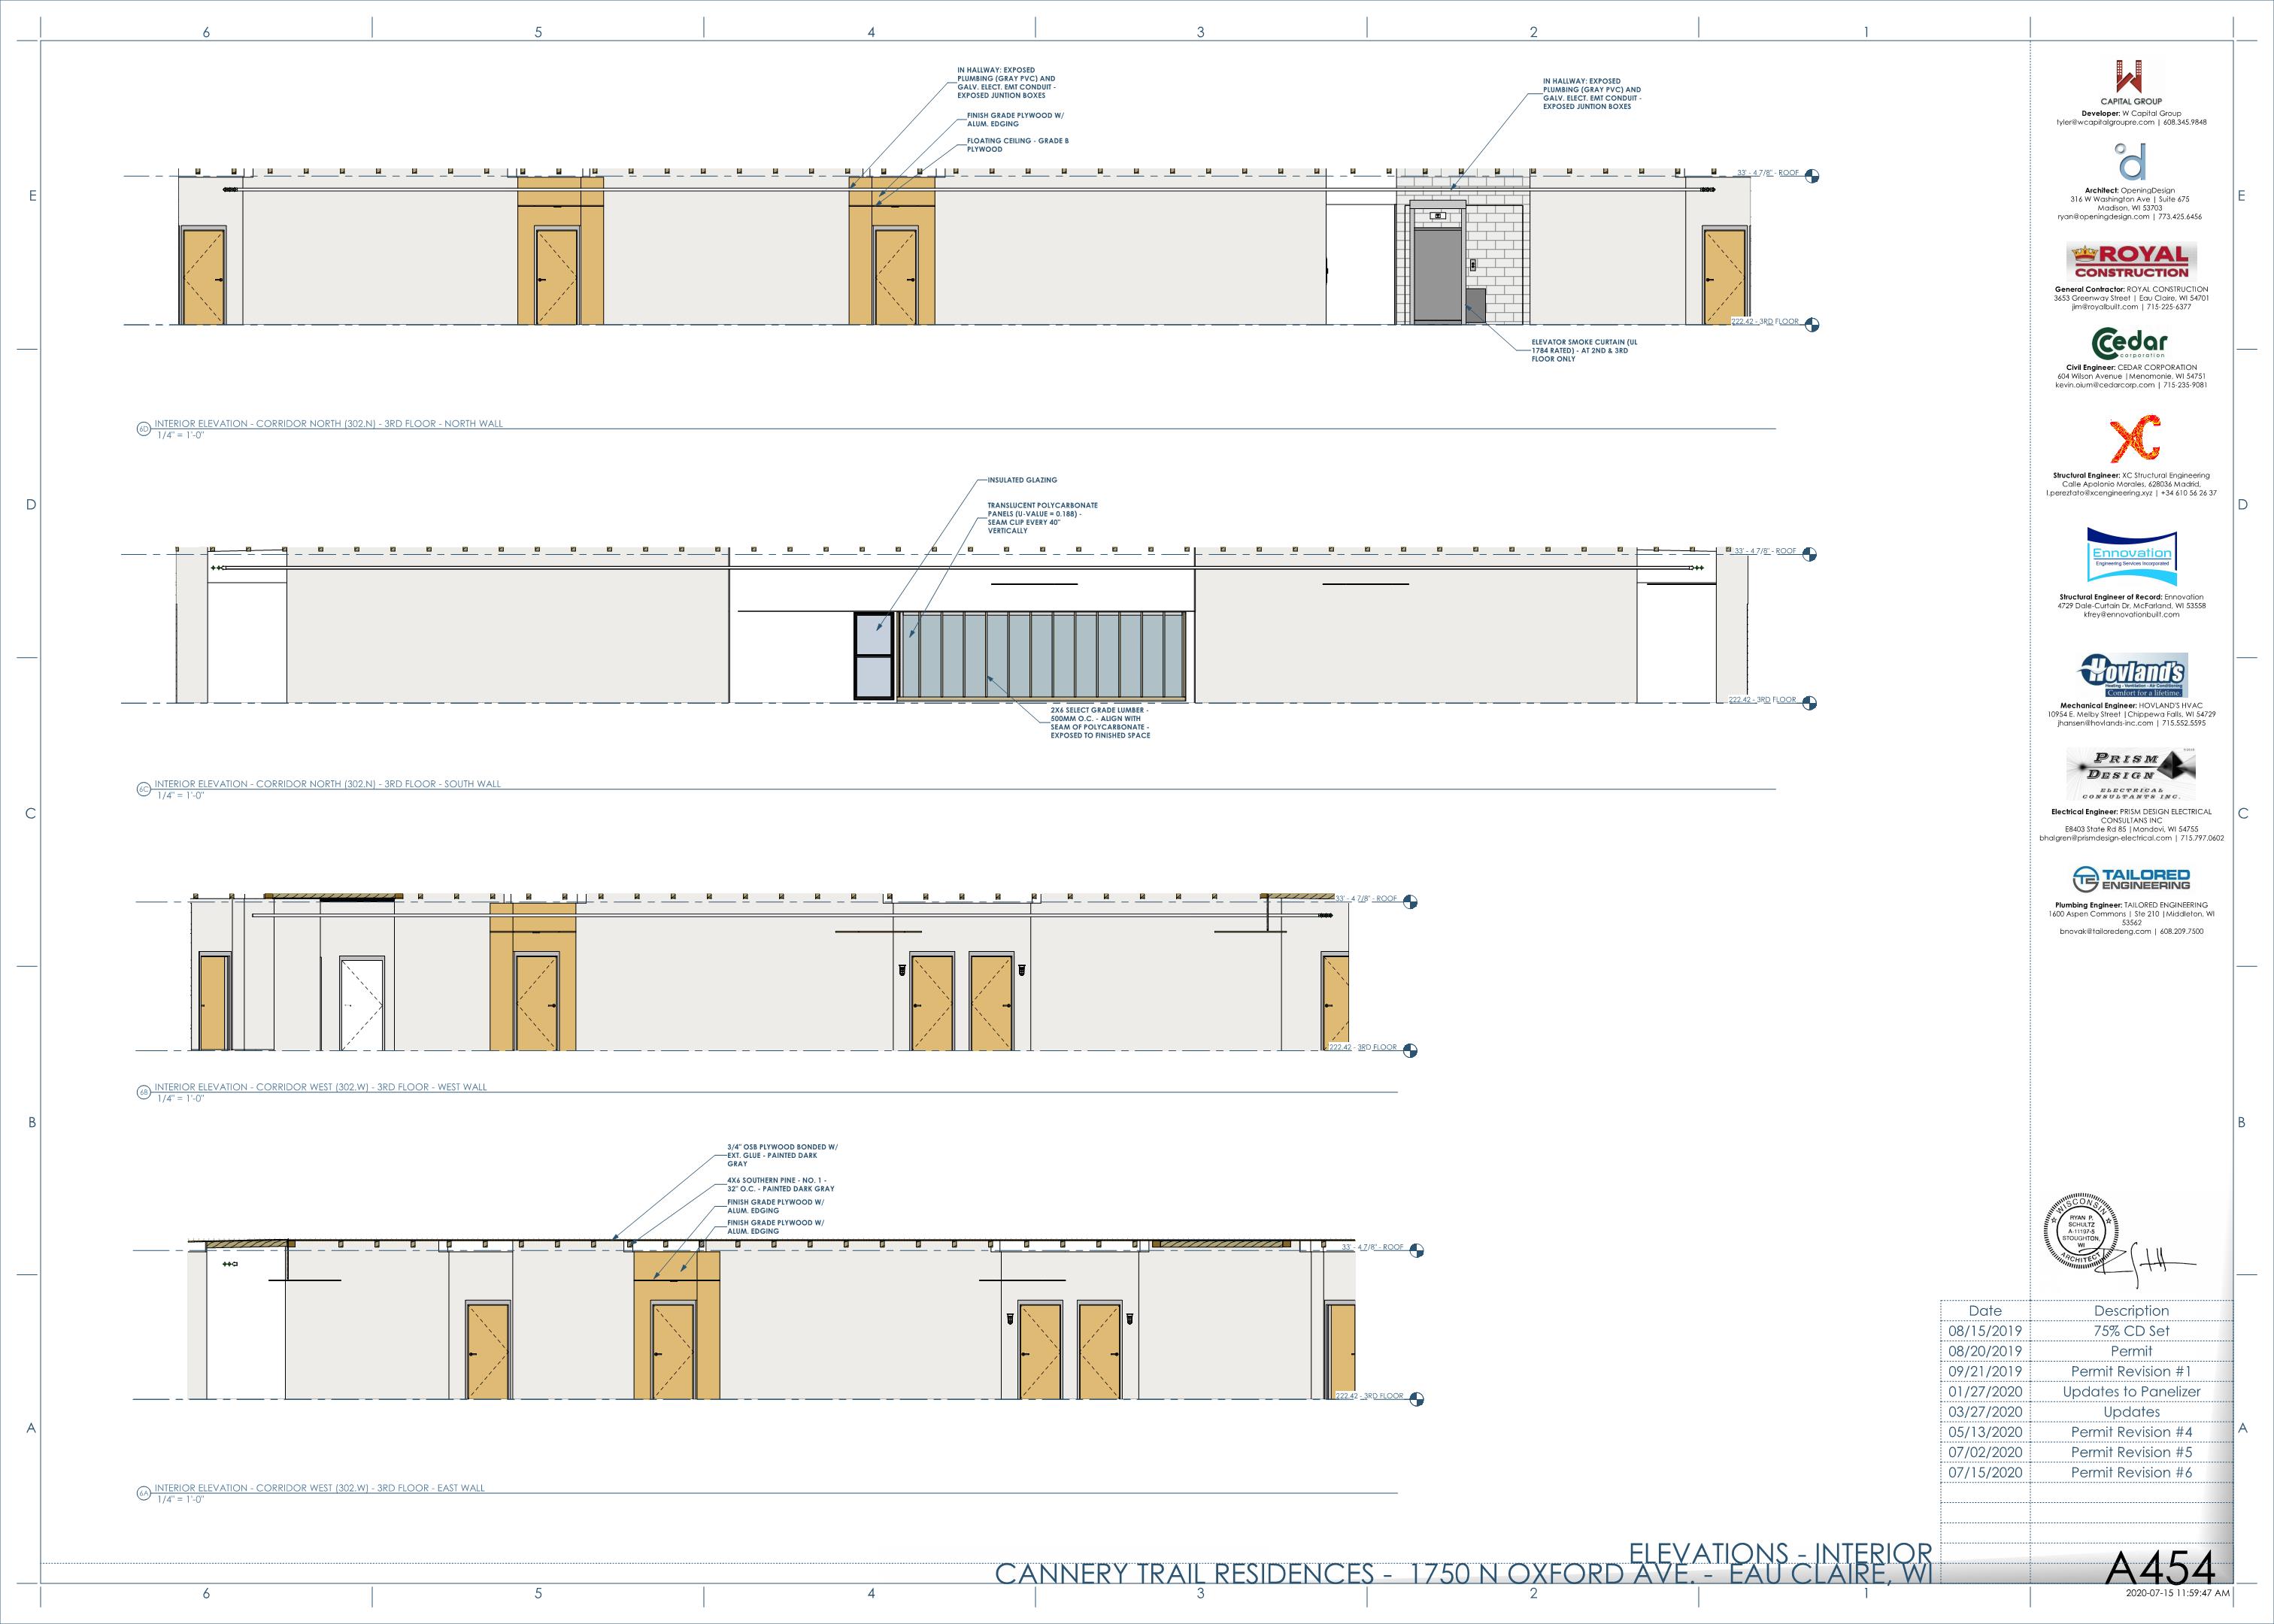 6 5 4 3 2 1
IN HALLWAY: EXPOSED
PLUMBING (GRAY PVC) AND
GALV. ELECT. EMT CONDUIT -
EXPOSED JUNTION BOXES
FINISH GRADE PLYWOOD W/
ALUM. EDGING
FLOATING CEILING - GRADE B
PLYWOOD
IN HALLWAY: EXPOSED
PLUMBING (GRAY PVC) AND
GALV. ELECT. EMT CONDUIT -
EXPOSED JUNTION BOXES
33' - 4 7/8" - ROOF
E
E
222.42 - 3RD FLOOR
ELEVATOR SMOKE CURTAIN (UL
1784 RATED) - AT 2ND & 3RD
FLOOR ONLY
6D
INTERIOR ELEVATION - CORRIDOR NORTH (302.N) - 3RD FLOOR - NORTH WALL
1/4" = 1'-0"
INSULATED GLAZING
TRANSLUCENT POLYCARBONATE
PANELS (U-VALUE = 0.188) -
SEAM CLIP EVERY 40"
VERTICALLY
D
D
33' - 4 7/8" - ROOF
222.42 - 3RD FLOOR
2X6 SELECT GRADE LUMBER -
500MM O.C. - ALIGN WITH
SEAM OF POLYCARBONATE -
EXPOSED TO FINISHED SPACE
6C
INTERIOR ELEVATION - CORRIDOR NORTH (302.N) - 3RD FLOOR - SOUTH WALL
1/4" = 1'-0"
C
C
33' - 4 7/8" - ROOF
222.42 - 3RD FLOOR
6B
INTERIOR ELEVATION - CORRIDOR WEST (302.W) - 3RD FLOOR - WEST WALL
1/4" = 1'-0"
B
B
3/4" OSB PLYWOOD BONDED W/
EXT. GLUE - PAINTED DARK
GRAY
4X6 SOUTHERN PINE - NO. 1 -
32" O.C. - PAINTED DARK GRAY
FINISH GRADE PLYWOOD W/
ALUM. EDGING
FINISH GRADE PLYWOOD W/
ALUM. EDGING
33' - 4 7/8" - ROOF
222.42 - 3RD FLOOR
A
A
6A
INTERIOR ELEVATION - CORRIDOR WEST (302.W) - 3RD FLOOR - EAST WALL
1/4" = 1'-0"
CAPITAL GROUP
Developer: W Capital Group
tyler@wcapitalgroupre.com | 608.345.9848
Architect: OpeningDesign
316 W Washington Ave | Suite 675
Madison, WI 53703
ryan@openingdesign.com | 773.425.6456
ROYAL
CONSTRUCTION
General Contractor: ROYAL CONSTRUCTION
3653 Greenway Street | Eau Claire, WI 54701
jim@royalbuilt.com | 715-225-6377
Cedar
corporation
Civil Engineer: CEDAR CORPORATION
604 Wilson Avenue |Menomonie, WI 54751
kevin.oium@cedarcorp.com | 715-235-9081
XC
Structural Engineer: XC Structural Engineering
Calle Apolonio Morales, 628036 Madrid,
l.pereztato@xcengineering.xyz | +34 610 56 26 37
Ennovation
Engineering Services Incorporated
Structural Engineer of Record: Ennovation
4729 Dale-Curtain Dr, McFarland, WI 53558
kfrey@ennovationbuilt.com
Hovland's
Heating - Ventilation - Air Conditioning
Comfort for a lifetime.
Mechanical Engineer: HOVLAND'S HVAC
10954 E. Melby Street |Chippewa Falls, WI 54729
jhansen@hovlands-inc.com | 715.552.5595
PRISM
DESIGN
ELECTRICAL
CONSULTANTS INC.
Electrical Engineer: PRISM DESIGN ELECTRICAL
CONSULTANS INC
E8403 State Rd 85 |Mondovi, WI 54755
bhalgren@prismdesign-electrical.com | 715.797.0602
TAILORED
ENGINEERING
Plumbing Engineer: TAILORED ENGINEERING
1600 Aspen Commons | Ste 210 |Middleton, WI
53562
bnovak@tailoredeng.com | 608.209.7500
WISCONSIN
RYAN P.
SCHULTZ
A-11197-5
STOUGHTON,
WI
ARCHITECT
Date Description
08/15/2019 75% CD Set
08/20/2019 Permit
09/21/2019 Permit Revision #1
01/27/2020 Updates to Panelizer
03/27/2020 Updates
05/13/2020 Permit Revision #4
07/02/2020 Permit Revision #5
07/15/2020 Permit Revision #6
ELEVATIONS - INTERIOR
CANNERY TRAIL RESIDENCES - 1750 N OXFORD AVE. - EAU CLAIRE, WI
A454
2020-07-15 11:59:47 AM
6 5 4 3 2 1